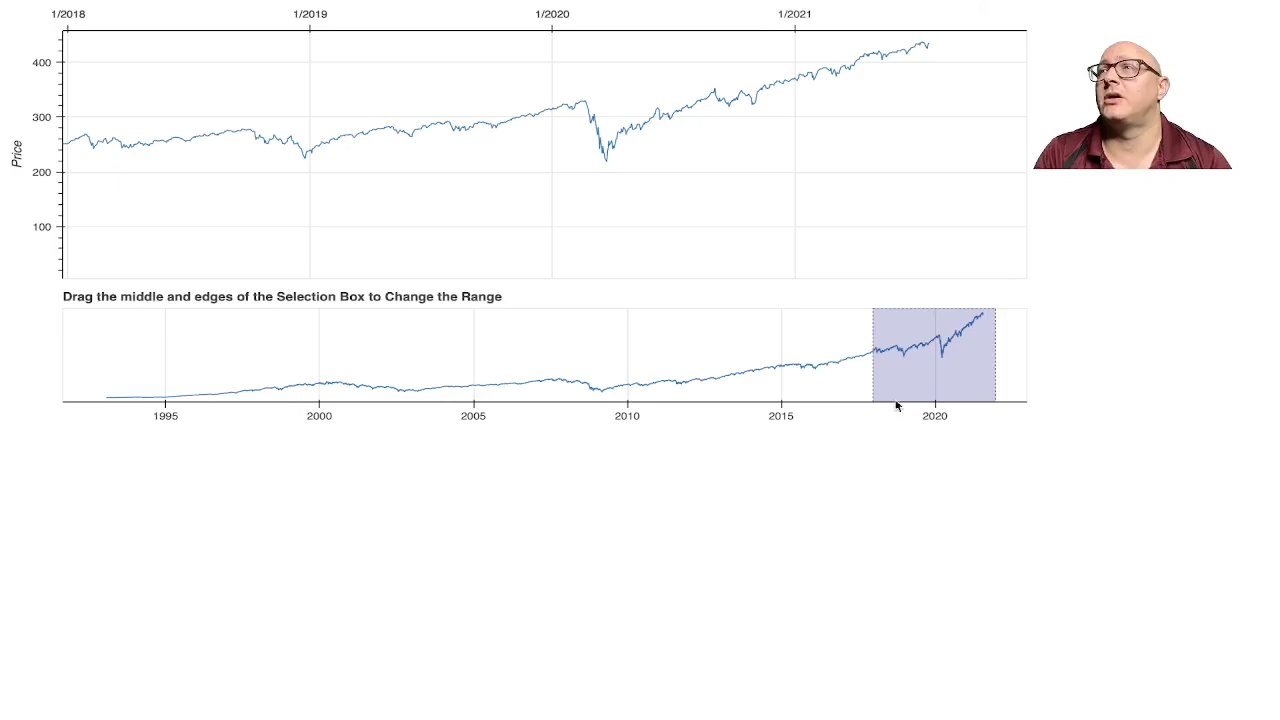 1/2018 1/2019 1/2020 1/2021
400
300
Price
200
100
Drag the middle and edges of the Selection Box to Change the Range
1995 2000 2005 2010 2015 2020